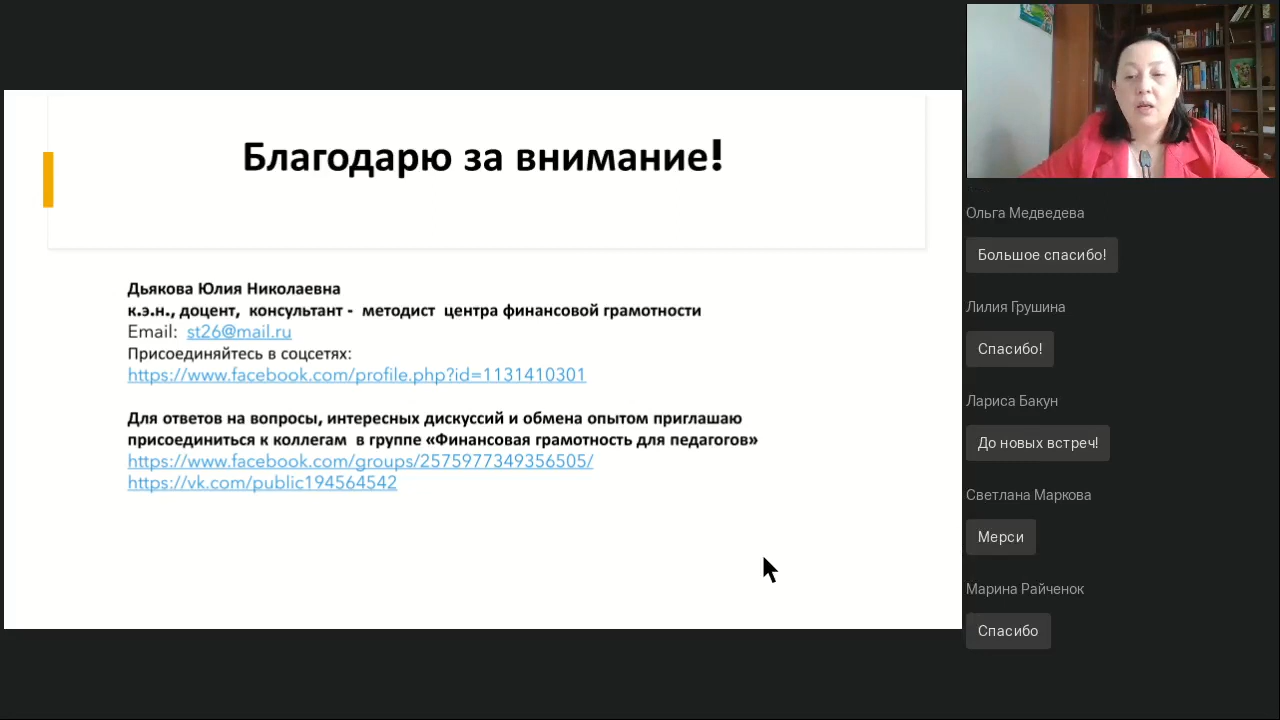 Благодарю за внимание!
Дьякова Юлия Николаевна
к.э.н., доцент, консультант - методист центра финансовой грамотности
Email: st26@mail.ru
Присоединяйтесь в соцсетях:
https://www.facebook.com/profile.php?id=1131410301
Для ответов на вопросы, интересных дискуссий и обмена опытом приглашаю
присоединиться к коллегам в группе «Финансовая грамотность для педагогов»
https://www.facebook.com/groups/2575977349356505/
https://vk.com/public194564542
Ольга Медведева
Большое спасибо!
Лилия Грушина
Спасибо!
Лариса Бакун
До новых встреч!
Светлана Маркова
Мерси
Марина Райченок
Спасибо